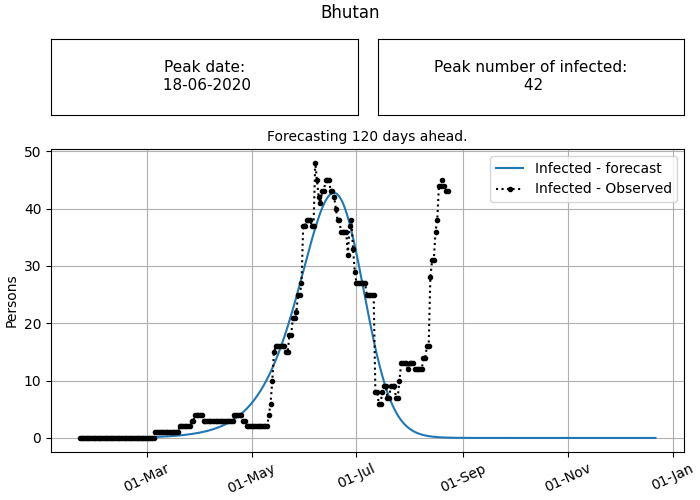 Bhutan
Peak date:
18-06-2020
Peak number of infected:
42
Forecasting 120 days ahead.
Infected - forecast
Infected - Observed
Persons
50
40
30
20
10
0
01-Mar
01-May
01-Jul
01-Sep
01-Nov
01-Jan